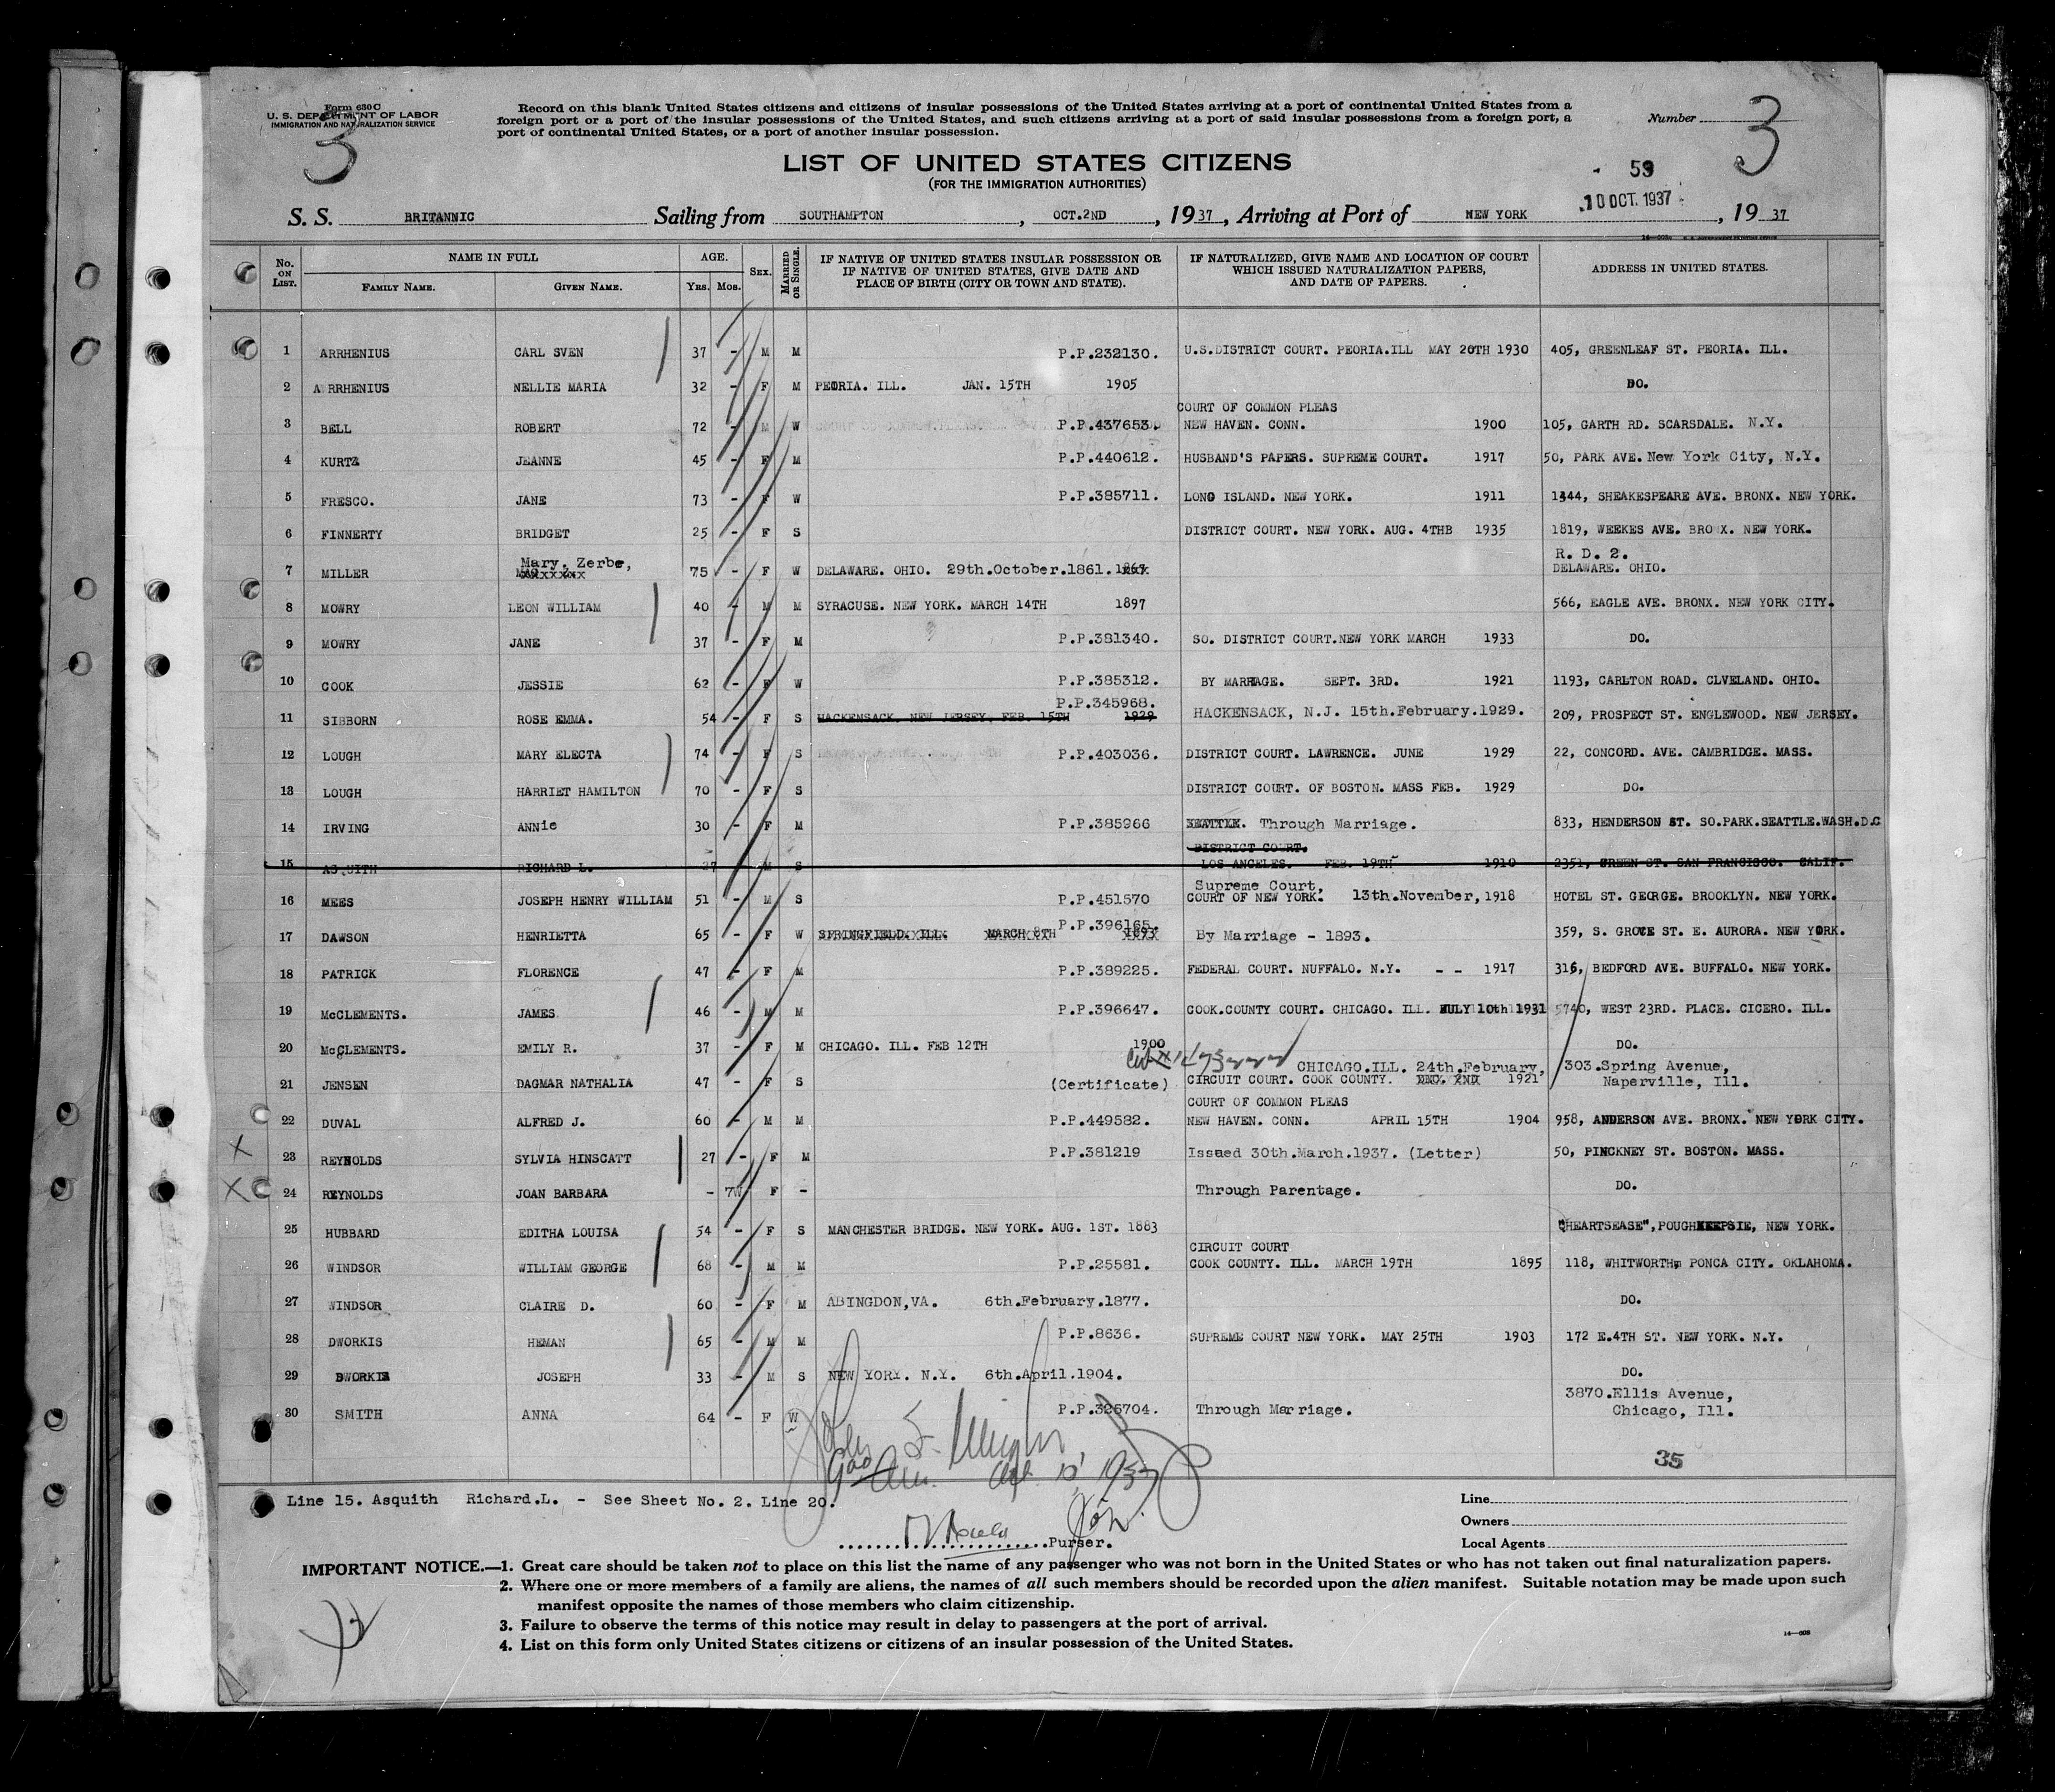 Form 630 C
U. S. DEPARTMENT OF LABOR
IMMIGRATION AND NATURALIZATION SERVICE
3
Record on this blank United States citizens and citizens of insular possessions of the United States arriving at a port of continental United States from a
foreign port or a port of the insular possessions of the United States, and such citizens arriving at a port of said insular possessions from a foreign port, a
port of continental United States, or a port of another insular possession.
Number 3
LIST OF UNITED STATES CITIZENS
(FOR THE IMMIGRATION AUTHORITIES)
- 59
10 OCT. 1937
S. S. BRITANNIC Sailing from SOUTHAMPTON, OCT.2ND, 1937, Arriving at Port of NEW YORK, 1937
No. ON LIST. NAME IN FULL FAMILY NAME. GIVEN NAME. AGE. YRS. MOS. SEX. MARRIED OR SINGLE. IF NATIVE OF UNITED STATES INSULAR POSSESSION OR IF NATIVE OF UNITED STATES, GIVE DATE AND PLACE OF BIRTH (CITY OR TOWN AND STATE). IF NATURALIZED, GIVE NAME AND LOCATION OF COURT WHICH ISSUED NATURALIZATION PAPERS, AND DATE OF PAPERS. ADDRESS IN UNITED STATES.
1 ARRHENIUS CARL SVEN 37 - M M P.P.232130. U.S.DISTRICT COURT. PEORIA.ILL MAY 20TH 1930 405, GREENLEAF ST. PEORIA. ILL.
2 ARRHENIUS NELLIE MARIA 32 - F M PEORIA. ILL. JAN. 15TH 1905 DO.
3 BELL ROBERT 72 - M W P.P.437653. COURT OF COMMON PLEAS NEW HAVEN. CONN. 1900 105, GARTH RD. SCARSDALE. N.Y.
4 KURTZ JEANNE 45 - F M P.P.440612. HUSBAND'S PAPERS. SUPREME COURT. 1917 50, PARK AVE. New York City, N.Y.
5 FRESCO. JANE 73 - F W P.P.385711. LONG ISLAND. NEW YORK. 1911 1344, SHEAKESPEARE AVE. BRONX. NEW YORK.
6 FINNERTY BRIDGET 25 - F S DISTRICT COURT. NEW YORK. AUG. 4THB 1935 1819, WEEKES AVE. BRONX. NEW YORK.
7 MILLER Mary. Zerbe, 75 - F W DELAWARE. OHIO. 29th.October.1861. R. D. 2. DELAWARE. OHIO.
8 MOWRY LEON WILLIAM 40 - M M SYRACUSE. NEW YORK. MARCH 14TH 1897 566, EAGLE AVE. BRONX. NEW YORK CITY.
9 MOWRY JANE 37 - F M P.P.381340. SO. DISTRICT COURT.NEW YORK MARCH 1933 DO.
10 COOK JESSIE 62 - F W P.P.385312. BY MARRAGE. SEPT. 3RD. 1921 1193, CARLTON ROAD. CLVELAND. OHIO.
11 SIBBORN ROSE EMMA. 54 - F S HACKENSACK. NEW JERSEY. FEB. 15TH 1929 P.P.345968. HACKENSACK, N.J. 15th.February.1929. 209, PROSPECT ST. ENGLEWOOD. NEW JERSEY.
12 LOUGH MARY ELECTA 74 - F S P.P.403036. DISTRICT COURT. LAWRENCE. JUNE 1929 22, CONCORD. AVE. CAMBRIDGE. MASS.
13 LOUGH HARRIET HAMILTON 70 - F S DISTRICT COURT. OF BOSTON. MASS FEB. 1929 DO.
14 IRVING ANNie 30 - F M P.P.385966 SEATTLE. Through Marriage. 833, HENDERSON ST. SO.PARK.SEATTLE.WASH.D.C
15 ASQUITH RICHARD L. 37 M S DISTRICT COURT. LOS ANGELES. FEB. 19TH 1910 2351, GREEN ST. SAN FRANCISCO. CALIF.
16 MEES JOSEPH HENRY WILLIAM 51 - M S P.P.451570 Supreme Court, COURT OF NEW YORK. 13th.November, 1918 HOTEL ST. GEORGE. BROOKLYN. NEW YORK.
17 DAWSON HENRIETTA 65 - F W SPRINGFIELD. ILL. MARCH 8TH 1893 P.P.396165. By Marriage - 1893. 359, S. GROVE ST. E. AURORA. NEW YORK.
18 PATRICK FLORENCE 47 - F M P.P.389225. FEDERAL COURT. NUFFALO. N.Y. - - 1917 316, BEDFORD AVE. BUFFALO. NEW YORK.
19 McCLEMENTS. JAMES 46 - M M P.P.396647. COOK.COUNTY COURT. CHICAGO. ILL. JULY 10th 1931 5740, WEST 23RD. PLACE. CICERO. ILL.
20 McCLEMENTS. EMILY R. 37 - F M CHICAGO. ILL. FEB 12TH 1900 DO.
21 JENSEN DAGMAR NATHALIA 47 - F S (Certificate) CHICAGO.ILL. 24th.February, CIRCUIT COURT. COOK COUNTY. 1921 303.Spring Avenue, Naperville, Ill.
22 DUVAL ALFRED J. 60 - M M P.P.449582. COURT OF COMMON PLEAS NEW HAVEN. CONN. APRIL 15TH 1904 958, ANDERSON AVE. BRONX. NEW YORK CITY.
X 23 REYNOLDS SYLVIA HINSCATT 27 - F M P.P.381219 Issued 30th.March.1937. (Letter) 50, PINCKNEY ST. BOSTON. MASS.
X 24 REYNOLDS JOAN BARBARA - 7W F - Through Parentage. DO.
25 HUBBARD EDITHA LOUISA 54 - F S MANCHESTER BRIDGE. NEW YORK. AUG. 1ST. 1883 "HEARTSEASE", POUGHKEEPSIE, NEW YORK.
26 WINDSOR WILLIAM GEORGE 68 - M M P.P.25581. CIRCUIT COURT COOK COUNTY. ILL. MARCH 19TH 1895 118, WHITWORTH, PONCA CITY. OKLAHOMA.
27 WINDSOR CLAIRE D. 60 - F M ABINGDON,VA. 6th.February.1877. DO.
28 DWORKIS HEMAN 65 - M M P.P.8636. SUPREME COURT NEW YORK. MAY 25TH 1903 172 E.4TH ST. NEW YORK. N.Y.
29 DWORKIS JOSEPH 33 - M S NEW YORY. N.Y. 6th.April.1904. DO.
30 SMITH ANNA 64 - F W P.P.326704. Through Marriage. 3870.Ellis Avenue, Chicago, Ill.
35
Line 15. Asquith Richard.L. - See Sheet No. 2. Line 20.
Purser.
Line
Owners
Local Agents
IMPORTANT NOTICE.—1. Great care should be taken not to place on this list the name of any passenger who was not born in the United States or who has not taken out final naturalization papers.
2. Where one or more members of a family are aliens, the names of all such members should be recorded upon the alien manifest. Suitable notation may be made upon such
manifest opposite the names of those members who claim citizenship.
3. Failure to observe the terms of this notice may result in delay to passengers at the port of arrival.
4. List on this form only United States citizens or citizens of an insular possession of the United States.